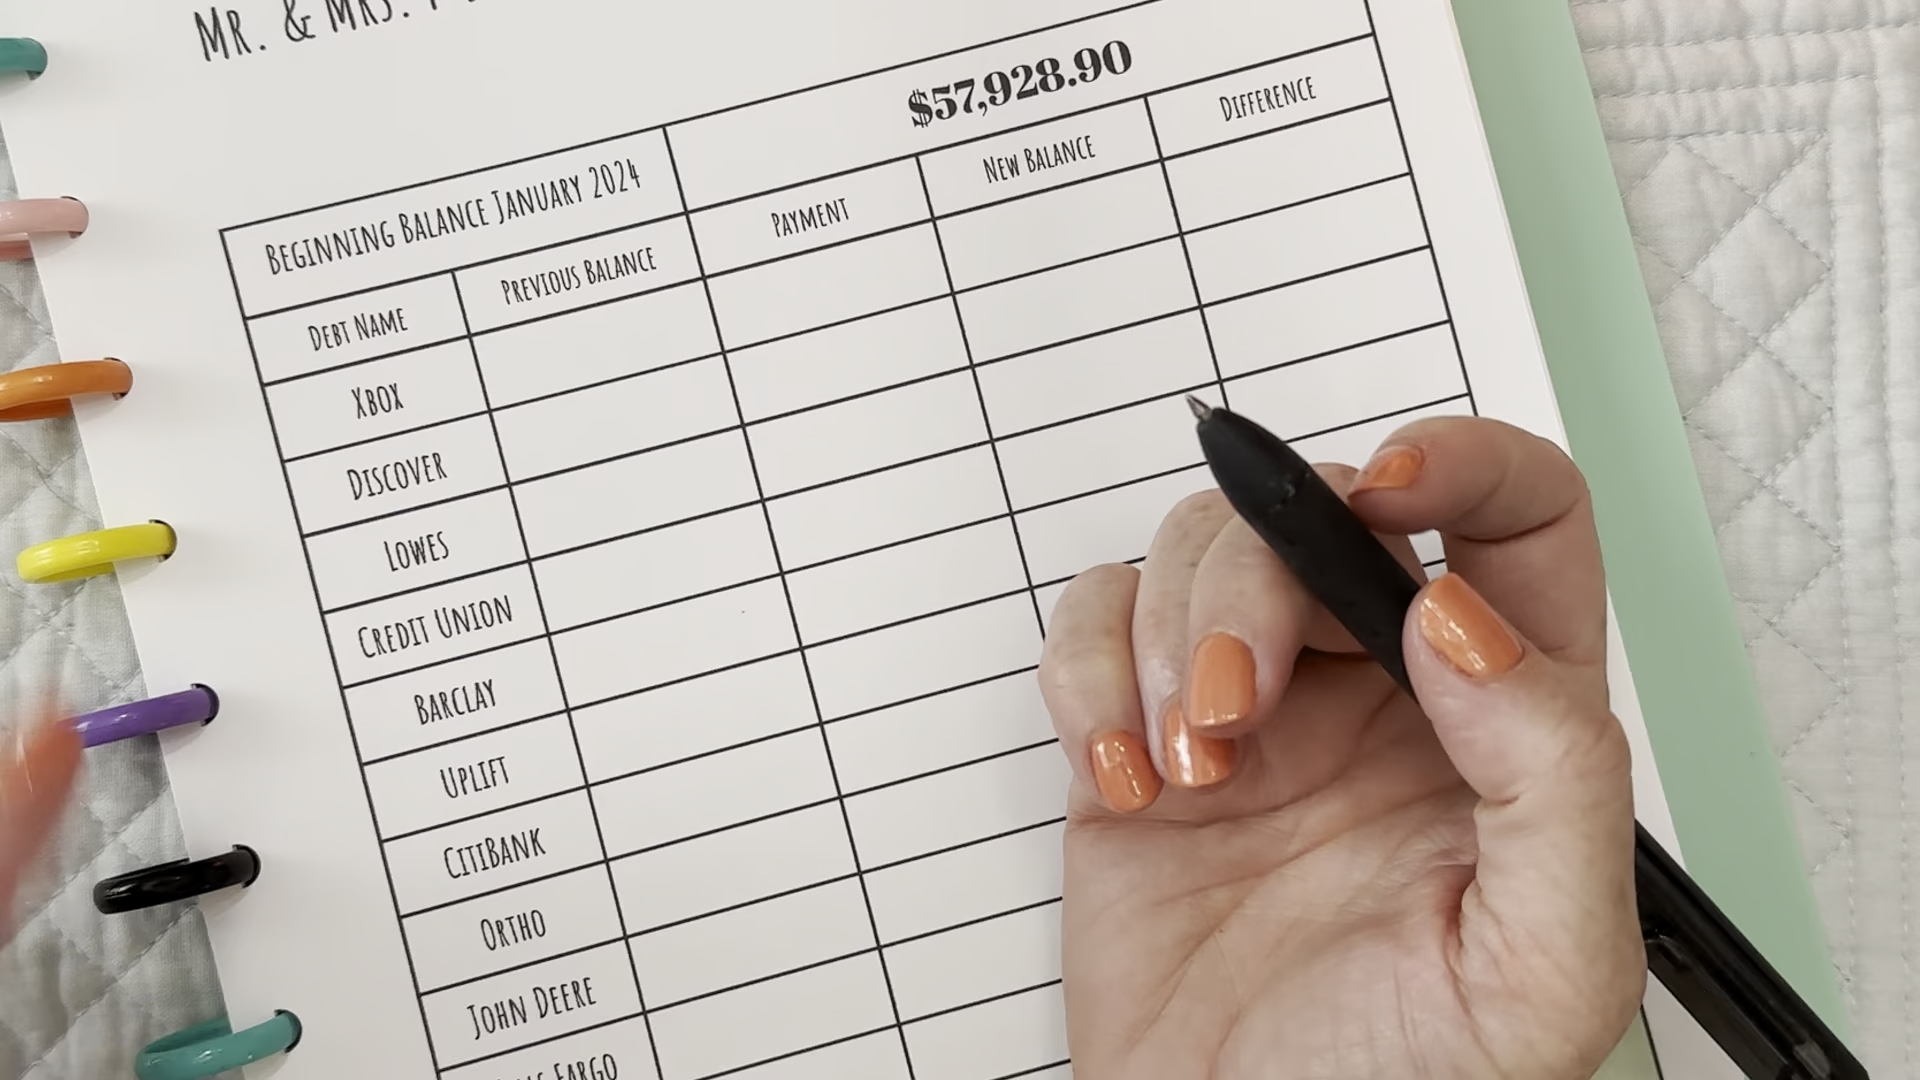 MR. & MRS.
BEGINNING BALANCE JANUARY 2024
$57,928.90
DEBT NAME
PREVIOUS BALANCE
PAYMENT
NEW BALANCE
DIFFERENCE
XBOX
DISCOVER
LOWES
CREDIT UNION
BARCLAY
UPLIFT
CITIBANK
ORTHO
JOHN DEERE
FARGO